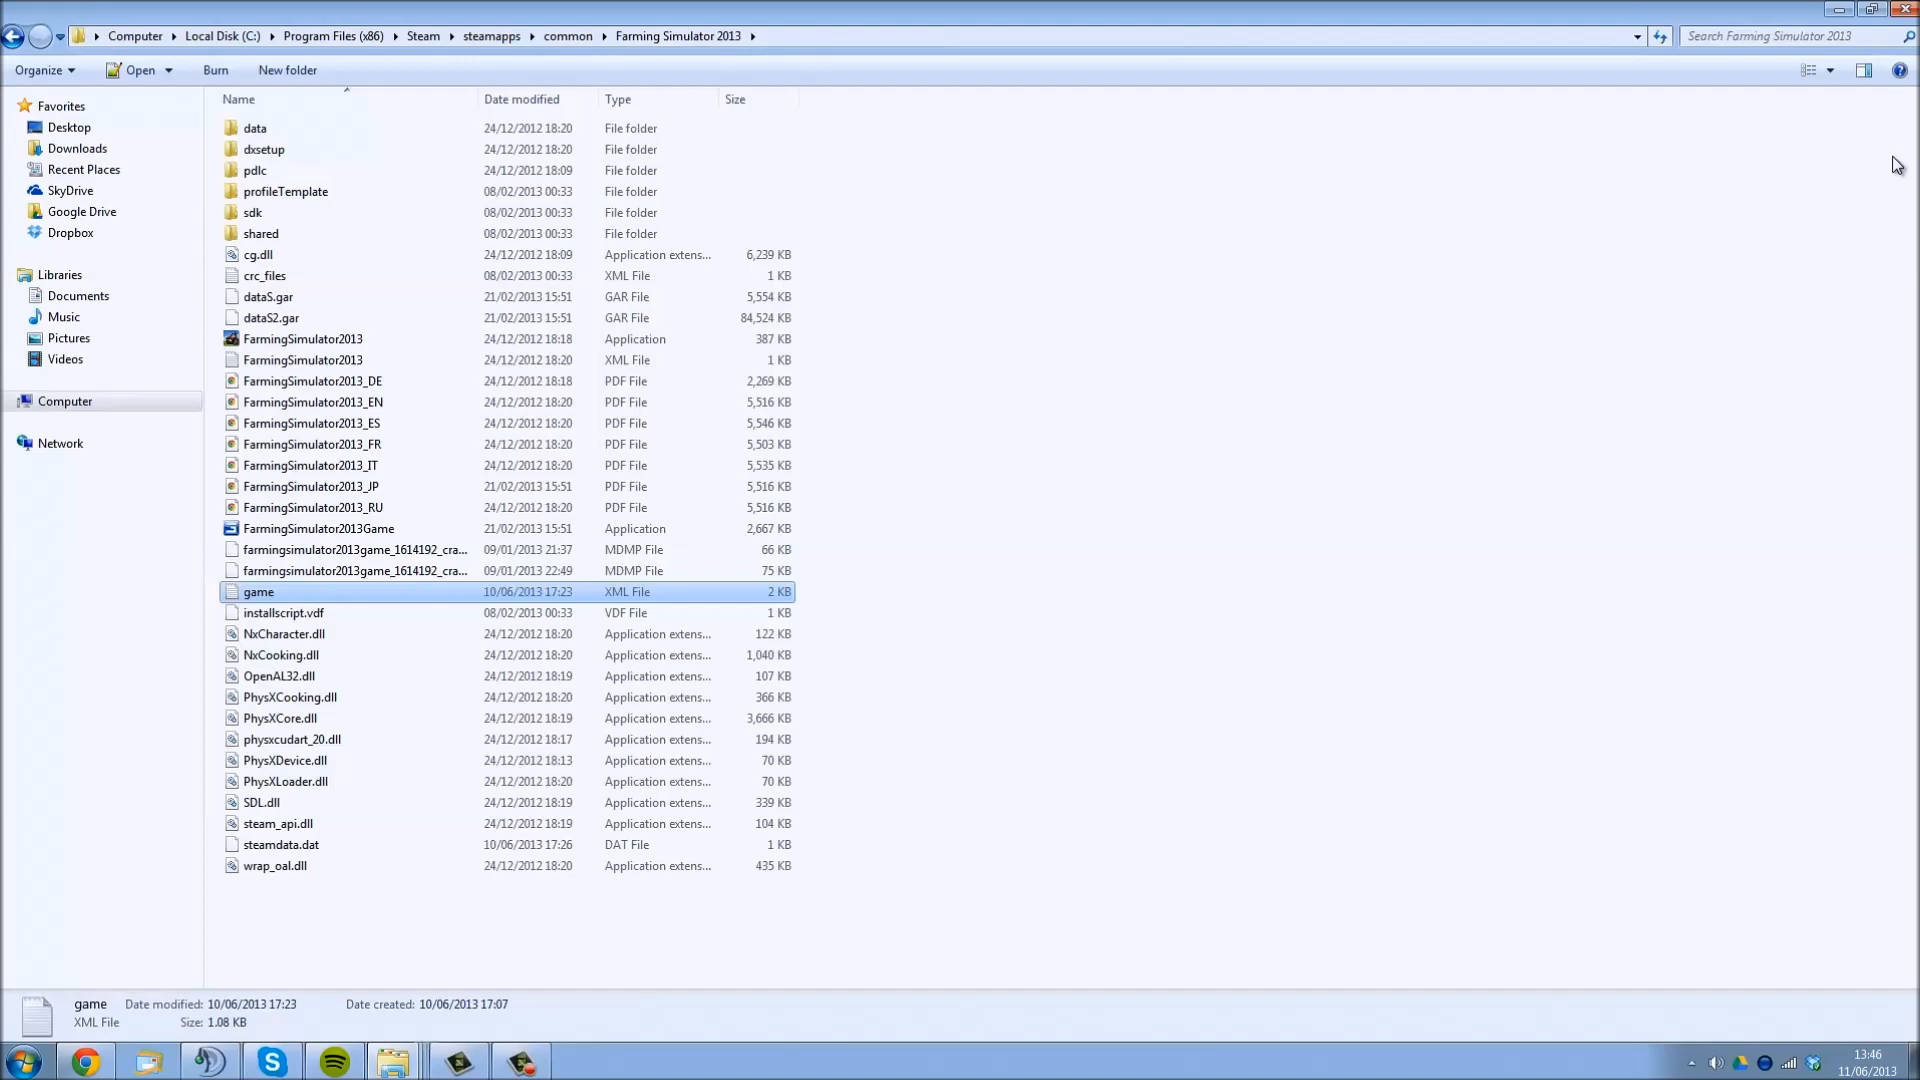 Computer Local Disk (C:) Program Files (x86) Steam steamapps common Farming Simulator 2013 Search Farming Simulator 2013
Organize Open Burn New folder
Favorites
Desktop
Downloads
Recent Places
SkyDrive
Google Drive
Dropbox
Libraries
Documents
Music
Pictures
Videos
Computer
Network
Name Date modified Type Size
data 24/12/2012 18:20 File folder
dxsetup 24/12/2012 18:20 File folder
pdlc 24/12/2012 18:09 File folder
profileTemplate 08/02/2013 00:33 File folder
sdk 08/02/2013 00:33 File folder
shared 08/02/2013 00:33 File folder
cg.dll 24/12/2012 18:09 Application extens... 6,239 KB
crc_files 08/02/2013 00:33 XML File 1 KB
dataS.gar 21/02/2013 15:51 GAR File 5,554 KB
dataS2.gar 21/02/2013 15:51 GAR File 84,524 KB
FarmingSimulator2013 24/12/2012 18:18 Application 387 KB
FarmingSimulator2013 24/12/2012 18:20 XML File 1 KB
FarmingSimulator2013_DE 24/12/2012 18:18 PDF File 2,269 KB
FarmingSimulator2013_EN 24/12/2012 18:20 PDF File 5,516 KB
FarmingSimulator2013_ES 24/12/2012 18:20 PDF File 5,546 KB
FarmingSimulator2013_FR 24/12/2012 18:20 PDF File 5,503 KB
FarmingSimulator2013_IT 24/12/2012 18:20 PDF File 5,535 KB
FarmingSimulator2013_JP 21/02/2013 15:51 PDF File 5,516 KB
FarmingSimulator2013_RU 24/12/2012 18:20 PDF File 5,516 KB
FarmingSimulator2013Game 21/02/2013 15:51 Application 2,667 KB
farmingsimulator2013game_1614192_cra... 09/01/2013 21:37 MDMP File 66 KB
farmingsimulator2013game_1614192_cra... 09/01/2013 22:49 MDMP File 75 KB
game 10/06/2013 17:23 XML File 2 KB
installscript.vdf 08/02/2013 00:33 VDF File 1 KB
NxCharacter.dll 24/12/2012 18:20 Application extens... 122 KB
NxCooking.dll 24/12/2012 18:20 Application extens... 1,040 KB
OpenAL32.dll 24/12/2012 18:19 Application extens... 107 KB
PhysXCooking.dll 24/12/2012 18:20 Application extens... 366 KB
PhysXCore.dll 24/12/2012 18:19 Application extens... 3,666 KB
physxcudart_20.dll 24/12/2012 18:17 Application extens... 194 KB
PhysXDevice.dll 24/12/2012 18:13 Application extens... 70 KB
PhysXLoader.dll 24/12/2012 18:20 Application extens... 70 KB
SDL.dll 24/12/2012 18:19 Application extens... 339 KB
steam_api.dll 24/12/2012 18:19 Application extens... 104 KB
steamdata.dat 10/06/2013 17:26 DAT File 1 KB
wrap_oal.dll 24/12/2012 18:20 Application extens... 435 KB
game Date modified: 10/06/2013 17:23 Date created: 10/06/2013 17:07
XML File Size: 1.08 KB
13:46
11/06/2013